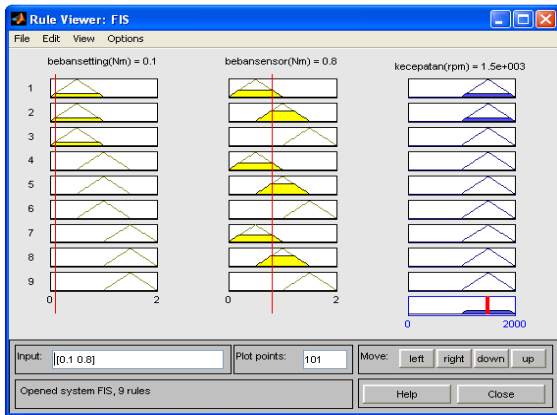 Rule Viewer: FIS
File Edit View Options
bebansetting(Nm) = 0.1 bebansensor(Nm) = 0.8 kecepatan(rpm) = 1.5e+003
1
2
3
4
5
6
7
8
9
0 2 0 2
0 2000
Input: [[0.1 0.8] Plot points: 101 Move: left right down up
Opened system FIS, 9 rules Help Close